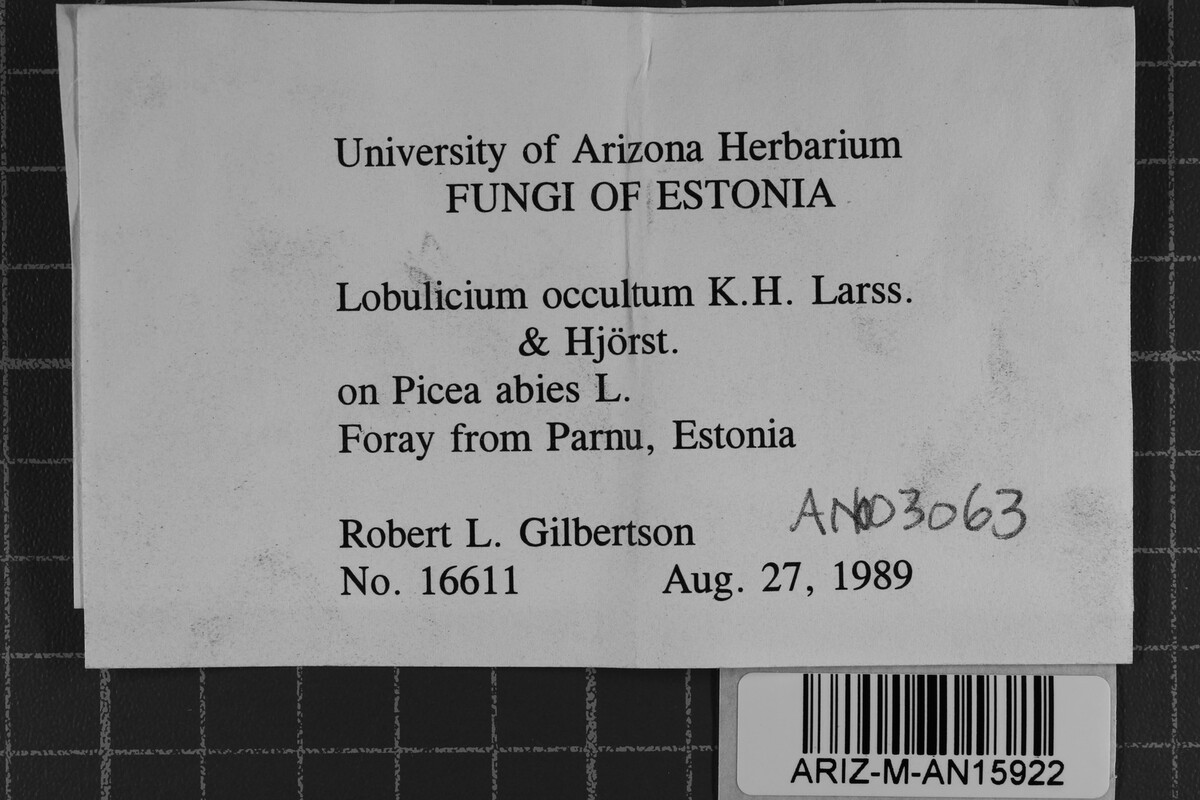 University of Arizona Herbarium
FUNGI OF ESTONIA
Lobulicium occultum K.H. Larss.
& Hjörst.
on Picea abies L.
Foray from Parnu, Estonia
AN003063
Robert L. Gilbertson
No. 16611 Aug. 27, 1989
ARIZ-M-AN15922